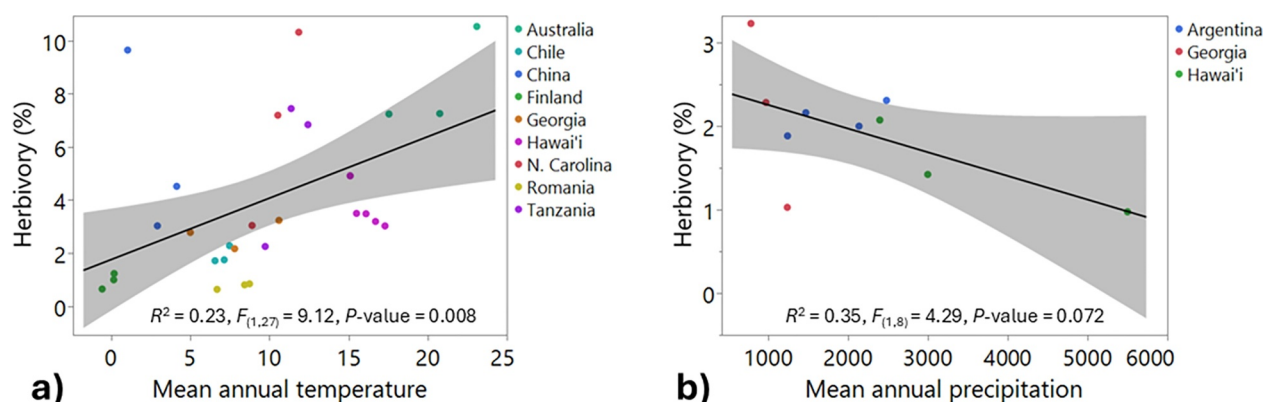 10
8
6
4
2
0
Herbivory (%)
R² = 0.23, F(1,27) = 9.12, P-value = 0.008
0 5 10 15 20 25
Mean annual temperature
a)
Australia
Chile
China
Finland
Georgia
Hawai'i
N. Carolina
Romania
Tanzania
3
2
1
0
Herbivory (%)
R² = 0.35, F(1,8) = 4.29, P-value = 0.072
1000 2000 3000 4000 5000 6000
Mean annual precipitation
b)
Argentina
Georgia
Hawai'i